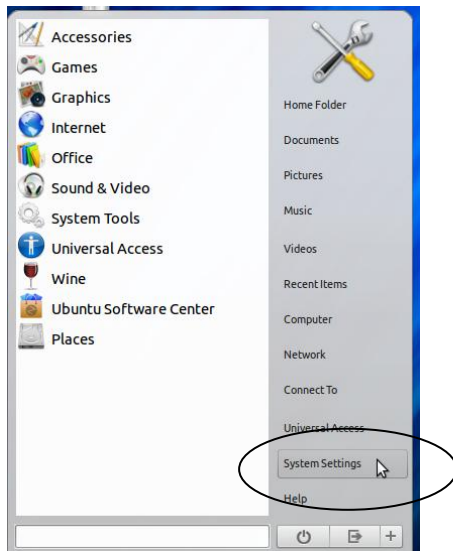 Accessories
Games
Graphics
Internet
Office
Sound & Video
System Tools
Universal Access
Wine
Ubuntu Software Center
Places
Home Folder
Documents
Pictures
Music
Videos
Recent Items
Computer
Network
Connect To
Universal Access
System Settings
Help